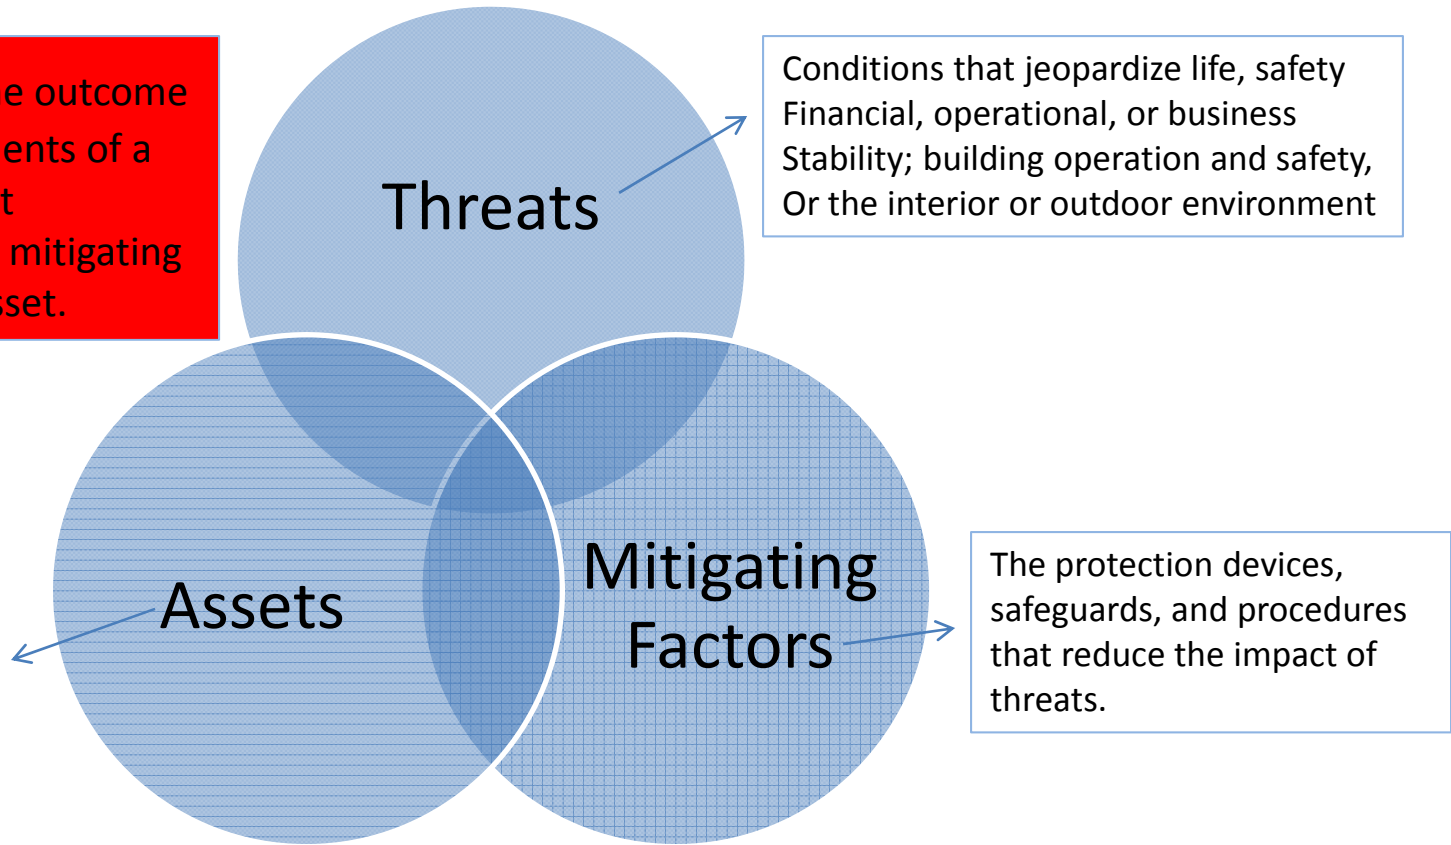 outcome
of a
mitigating
Conditions that jeopardize life, safety
Financial, operational, or business
Stability; building operation and safety,
Or the interior or outdoor environment
Threats
Assets
Mitigating
Factors
The protection devices,
safeguards, and procedures
that reduce the impact of
threats.